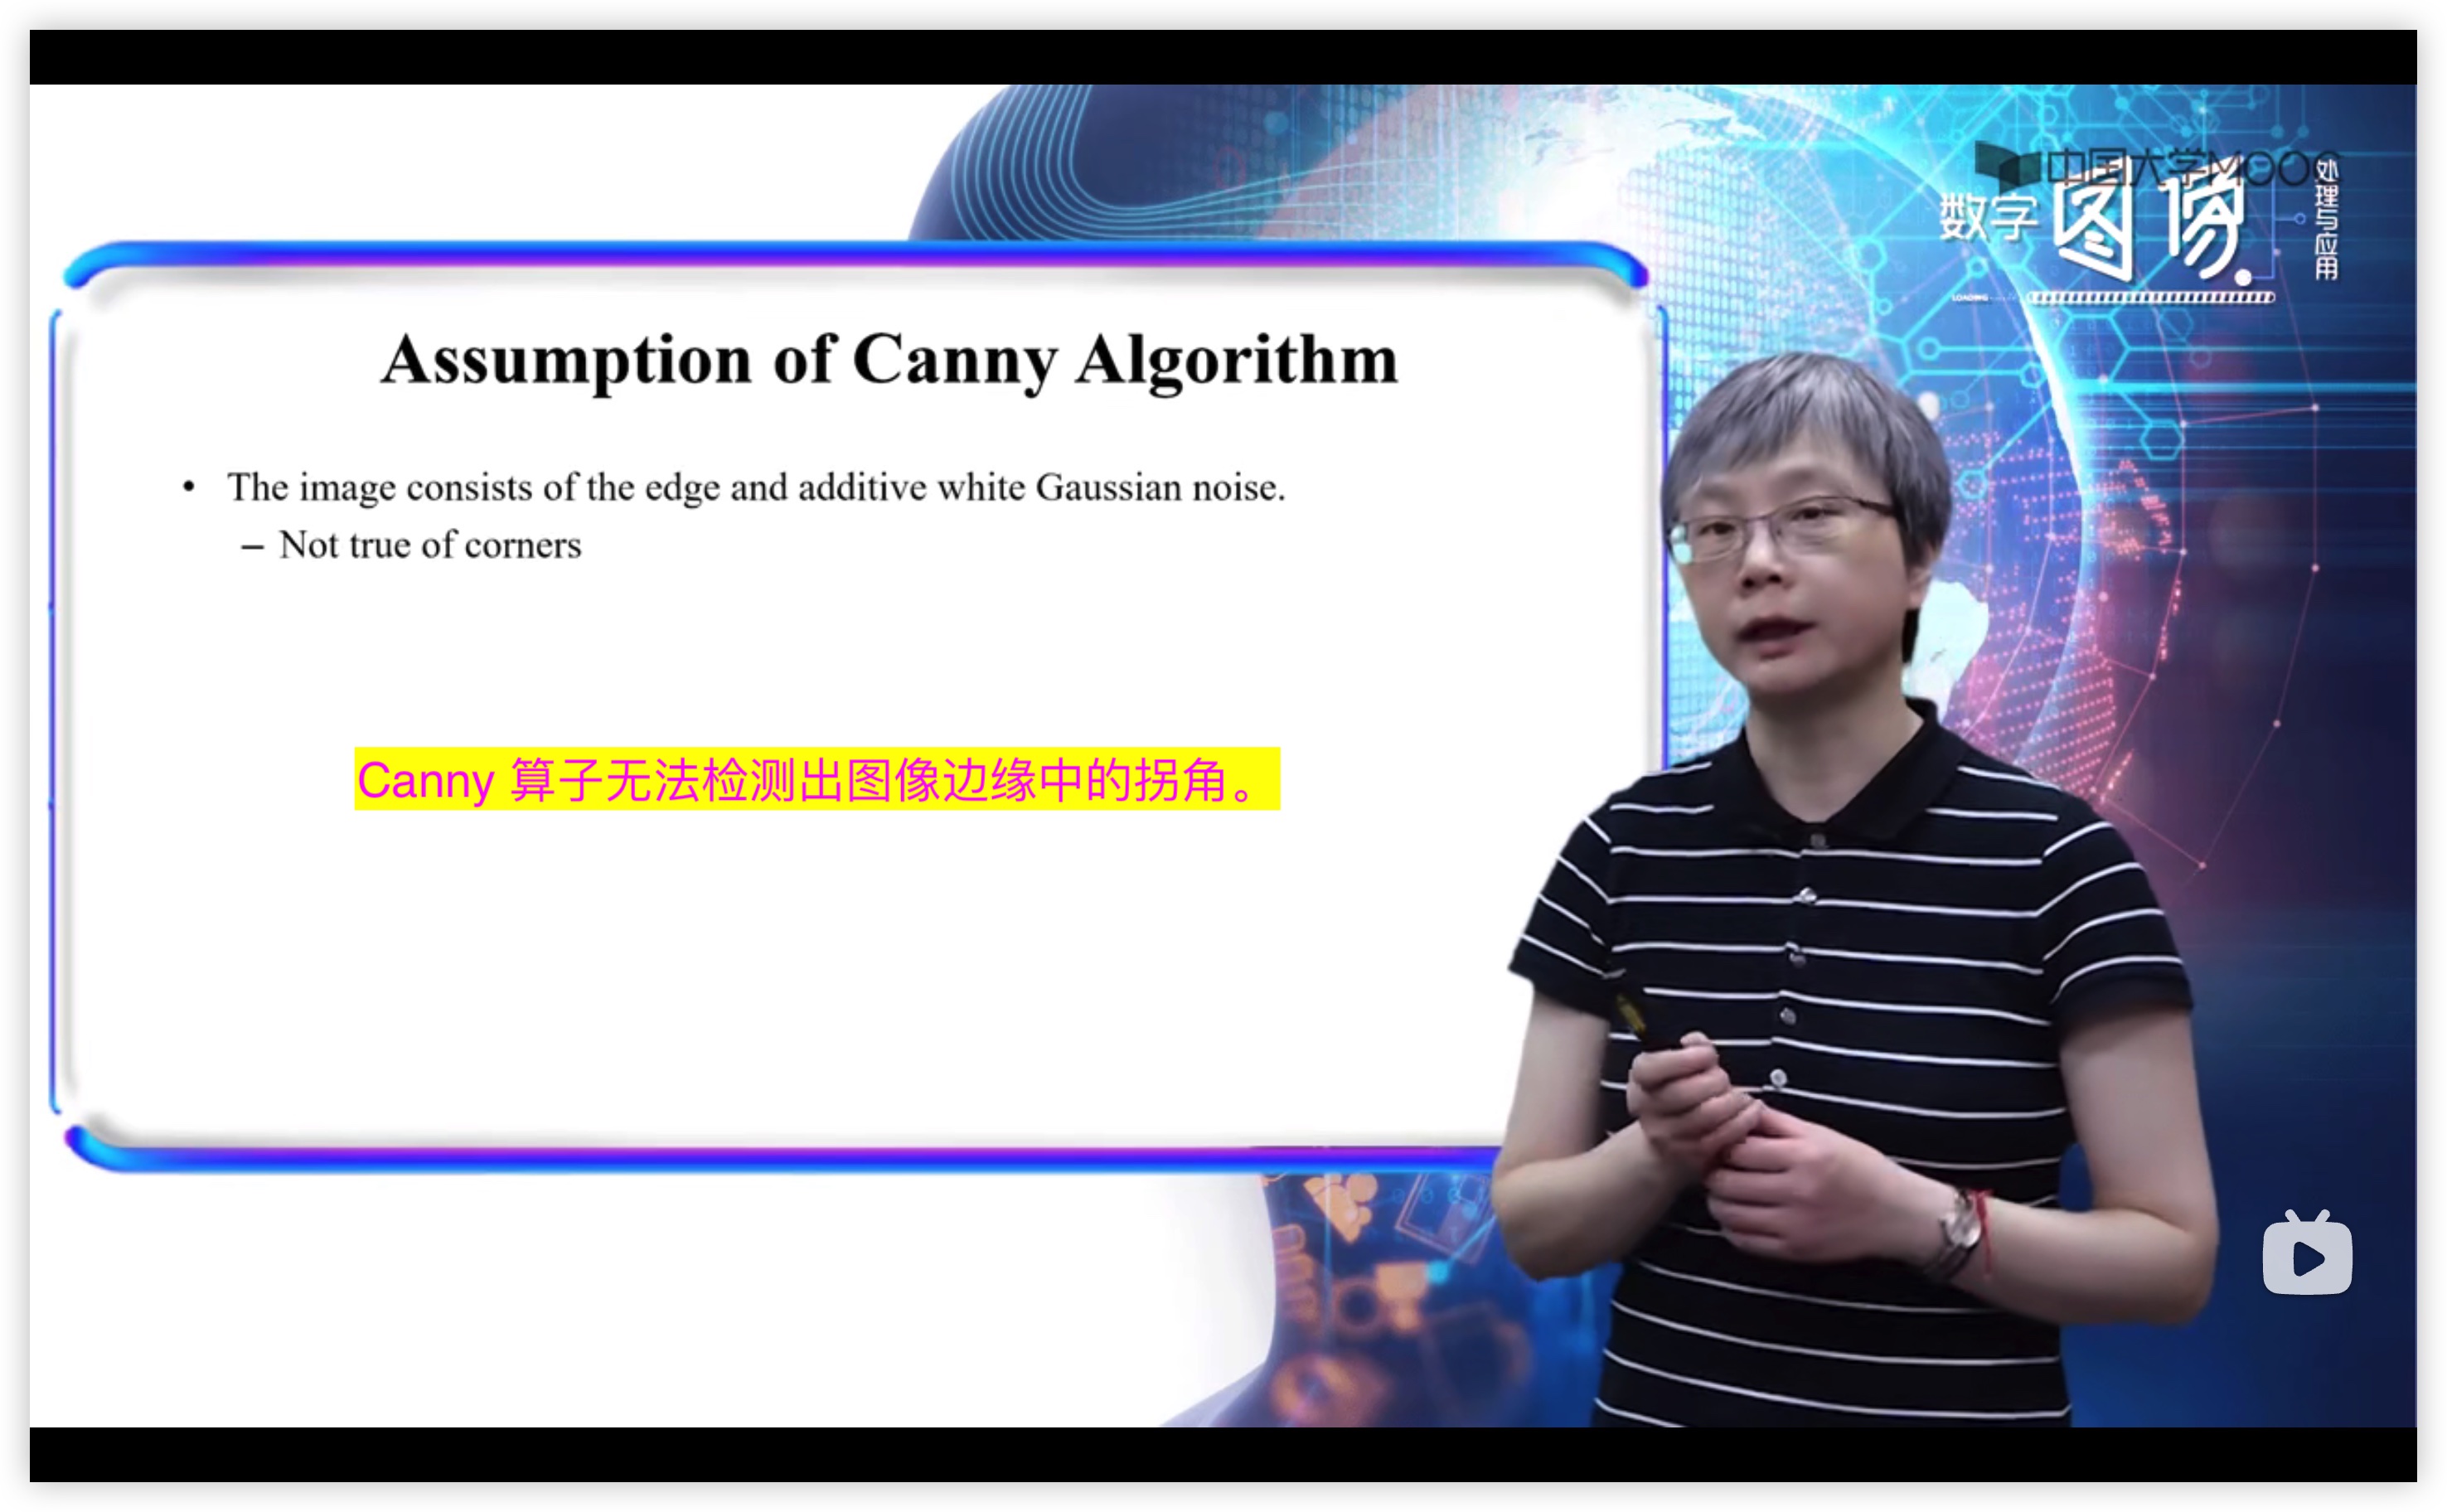 中国大学MOOC
数字图像
处理与应用
LOADING
Assumption of Canny Algorithm
• The image consists of the edge and additive white Gaussian noise.
– Not true of corners
Canny 算子无法检测出图像边缘中的拐角。